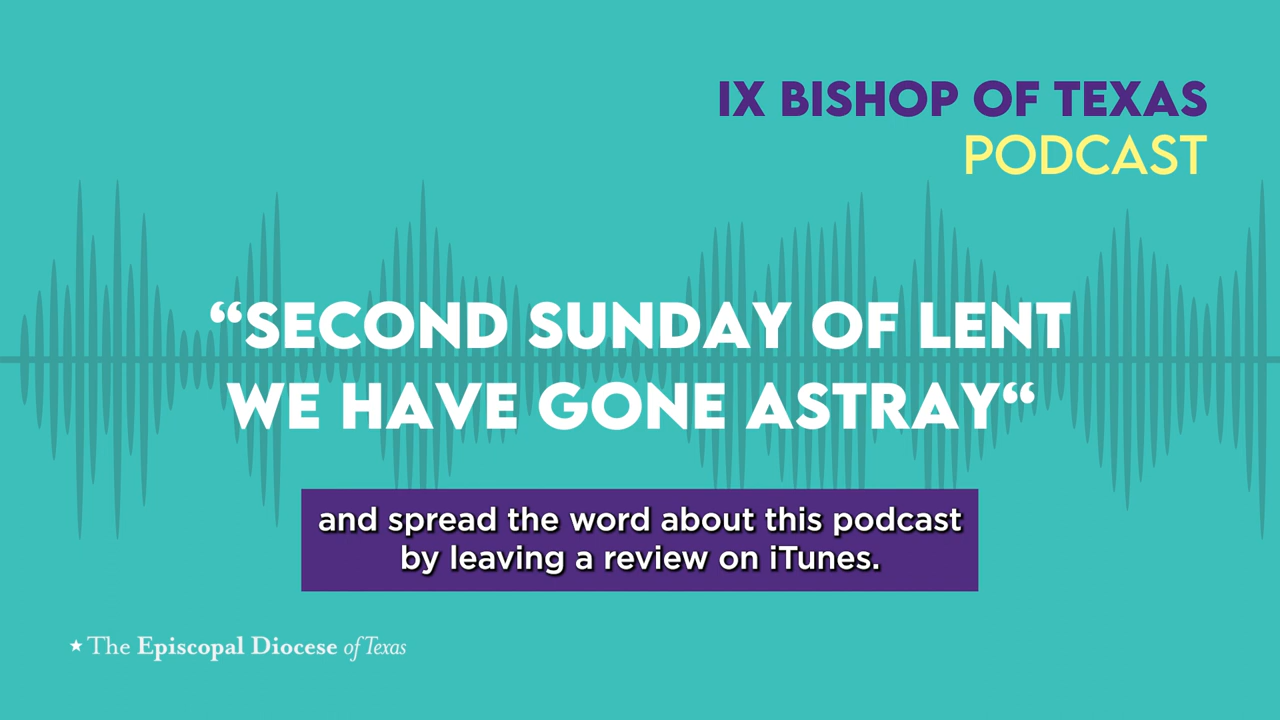 IX BISHOP OF TEXAS
PODCAST
“SECOND SUNDAY OF LENT
WE HAVE GONE ASTRAY“
and spread the word about this podcast
by leaving a review on iTunes.
The Episcopal Diocese of Texas